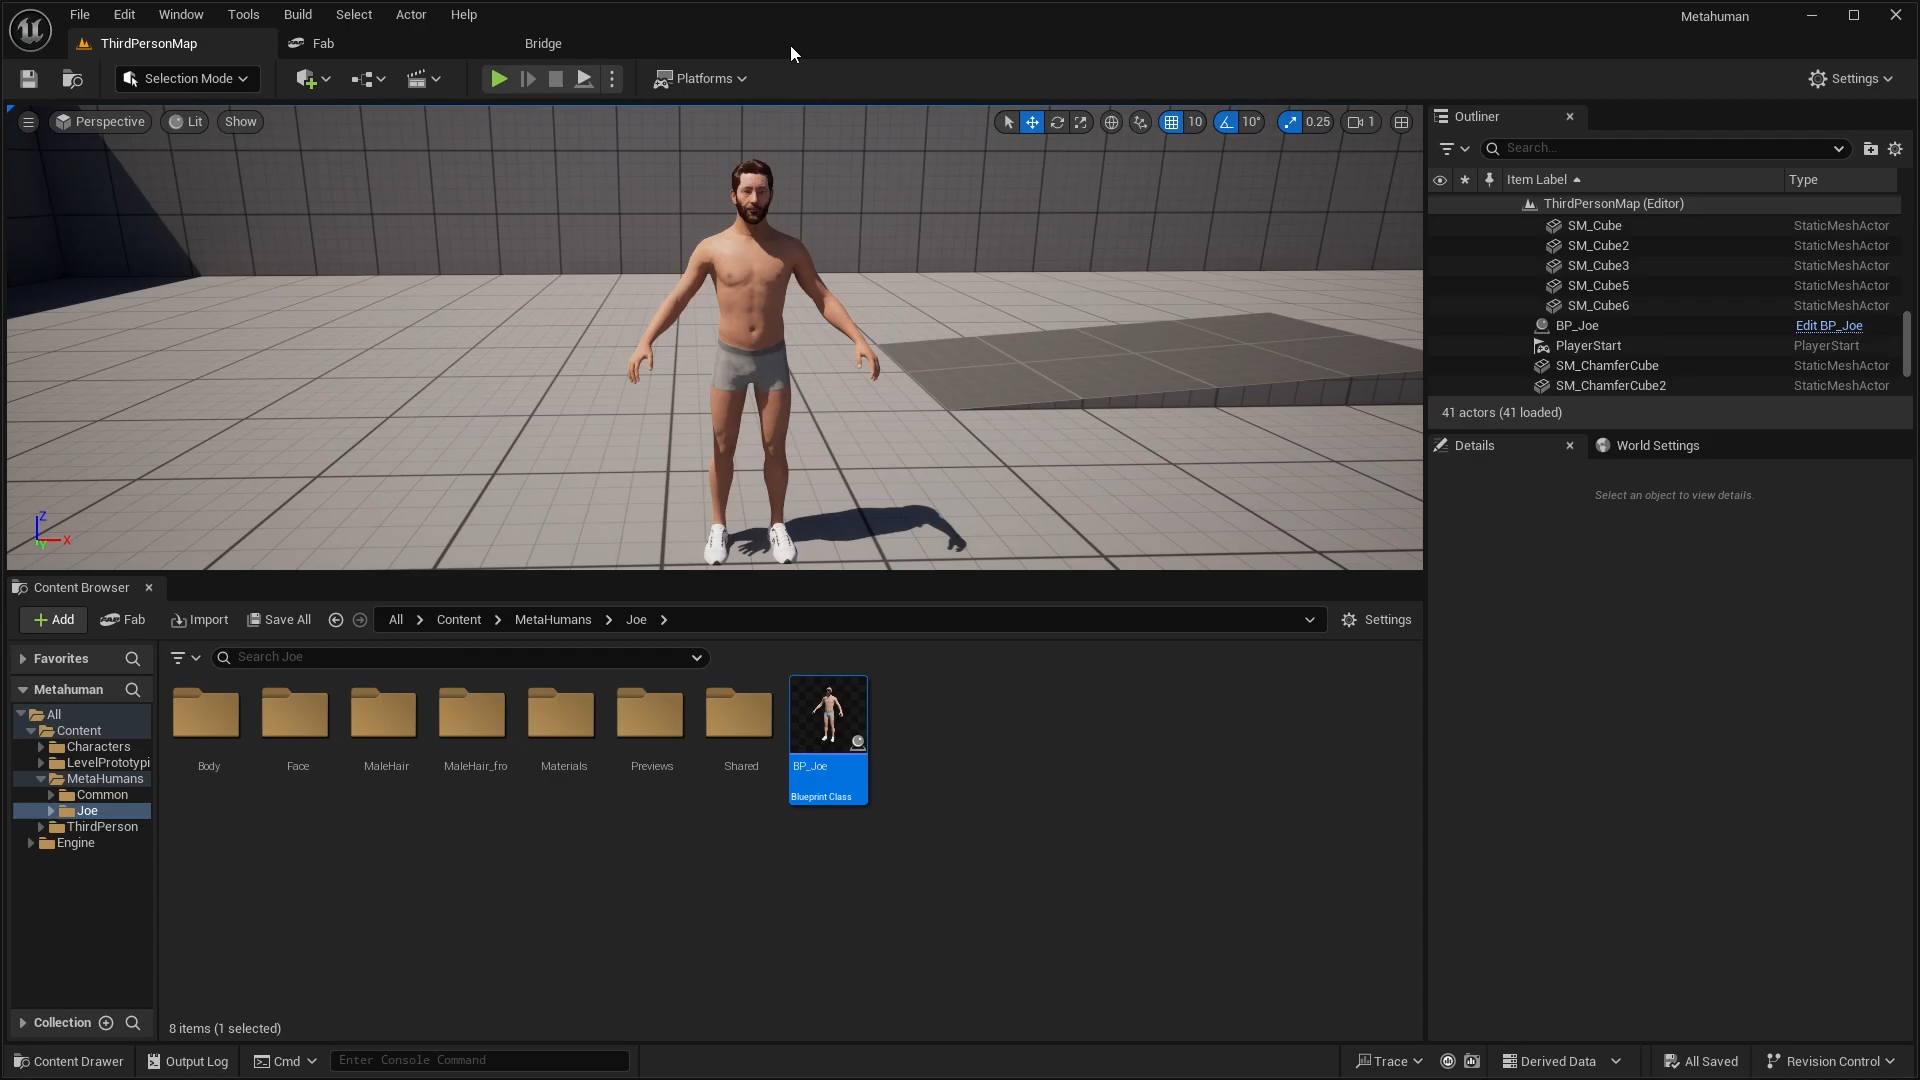 File Edit Window Tools Build Select Actor Help
Metahuman
ThirdPersonMap
Fab
Bridge
Selection Mode
Platforms
Settings
Perspective
Lit
Show
10
10°
0.25
1
Outliner
Search...
Item Label
Type
ThirdPersonMap (Editor)
SM_Cube StaticMeshActor
SM_Cube2 StaticMeshActor
SM_Cube3 StaticMeshActor
SM_Cube5 StaticMeshActor
SM_Cube6 StaticMeshActor
BP_Joe Edit BP_Joe
PlayerStart PlayerStart
SM_ChamferCube StaticMeshActor
SM_ChamferCube2 StaticMeshActor
41 actors (41 loaded)
Details
World Settings
Select an object to view details.
Z
X
Y
Content Browser
Add
Fab
Import
Save All
All
Content
MetaHumans
Joe
Settings
Favorites
Search Joe
Metahuman
All
Content
Characters
LevelPrototypi
MetaHumans
Common
Joe
ThirdPerson
Engine
Body
Face
MaleHair
MaleHair_fro
Materials
Previews
Shared
BP_Joe
Blueprint Class
Collection
8 items (1 selected)
Content Drawer
Output Log
Cmd
Enter Console Command
Trace
Derived Data
All Saved
Revision Control